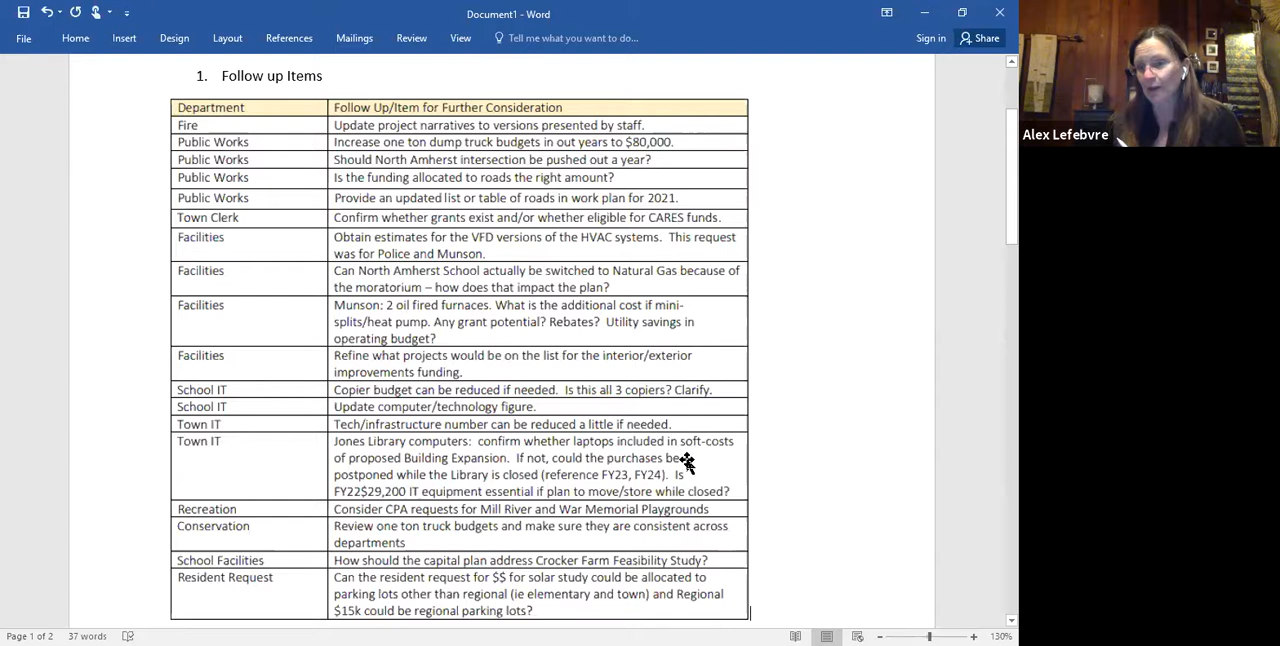 Document1 - Word
File Home Insert Design Layout References Mailings Review View Tell me what you want to do... Sign in Share
1. Follow up Items
Department Follow Up/Item for Further Consideration
Fire Update project narratives to versions presented by staff.
Public Works Increase one ton dump truck budgets in out years to $80,000.
Public Works Should North Amherst intersection be pushed out a year?
Public Works Is the funding allocated to roads the right amount?
Public Works Provide an updated list or table of roads in work plan for 2021.
Town Clerk Confirm whether grants exist and/or whether eligible for CARES funds.
Facilities Obtain estimates for the VFD versions of the HVAC systems. This request
was for Police and Munson.
Facilities Can North Amherst School actually be switched to Natural Gas because of
the moratorium – how does that impact the plan?
Facilities Munson: 2 oil fired furnaces. What is the additional cost if mini-
splits/heat pump. Any grant potential? Rebates? Utility savings in
operating budget?
Facilities Refine what projects would be on the list for the interior/exterior
improvements funding.
School IT Copier budget can be reduced if needed. Is this all 3 copiers? Clarify.
School IT Update computer/technology figure.
Town IT Tech/infrastructure number can be reduced a little if needed.
Town IT Jones Library computers: confirm whether laptops included in soft-costs
of proposed Building Expansion. If not, could the purchases be
postponed while the Library is closed (reference FY23, FY24). Is
FY22$29,200 IT equipment essential if plan to move/store while closed?
Recreation Consider CPA requests for Mill River and War Memorial Playgrounds
Conservation Review one ton truck budgets and make sure they are consistent across
departments
School Facilities How should the capital plan address Crocker Farm Feasibility Study?
Resident Request Can the resident request for $$ for solar study could be allocated to
parking lots other than regional (ie elementary and town) and Regional
$15k could be regional parking lots?
Page 1 of 2 37 words 130%
Alex Lefebvre